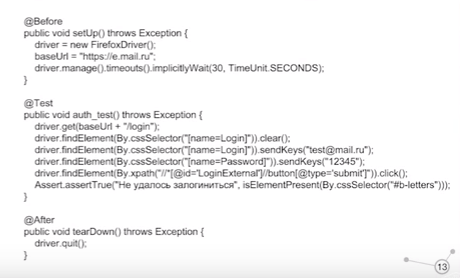 @Before
public void setUp() throws Exception {
driver = new FirefoxDriver();
baseUrl = "https://e.mail.ru";
driver.manage().timeouts().implicitlyWait(30, TimeUnit.SECONDS);
}
@Test
public void auth_test() throws Exception {
driver.get(baseUrl + "/login");
driver.findElement(By.cssSelector("[name=Login]")).clear();
driver.findElement(By.cssSelector("[name=Login]")).sendKeys("test@mail.ru");
driver.findElement(By.cssSelector("[name=Password]")).sendKeys("12345");
driver.findElement(By.xpath("//*[@id='LoginExternal']//button[@type='submit']")).click();
Assert.assertTrue("Не удалось залогиниться", isElementPresent(By.cssSelector("#b-letters")));
}
@After
public void tearDown() throws Exception {
driver.quit();
}
13